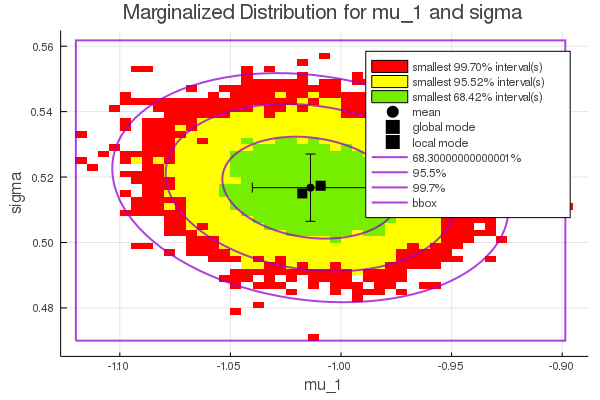 Marginalized Distribution for mu_1 and sigma
0.56
0.54
0.52
0.50
0.48
sigma
smallest 99.70% interval(s)
smallest 95.52% interval(s)
smallest 68.42% interval(s)
mean
global mode
local mode
68.30000000000001%
95.5%
99.7%
bbox
-1.10 -1.05 -1.00 -0.95 -0.90
mu_1